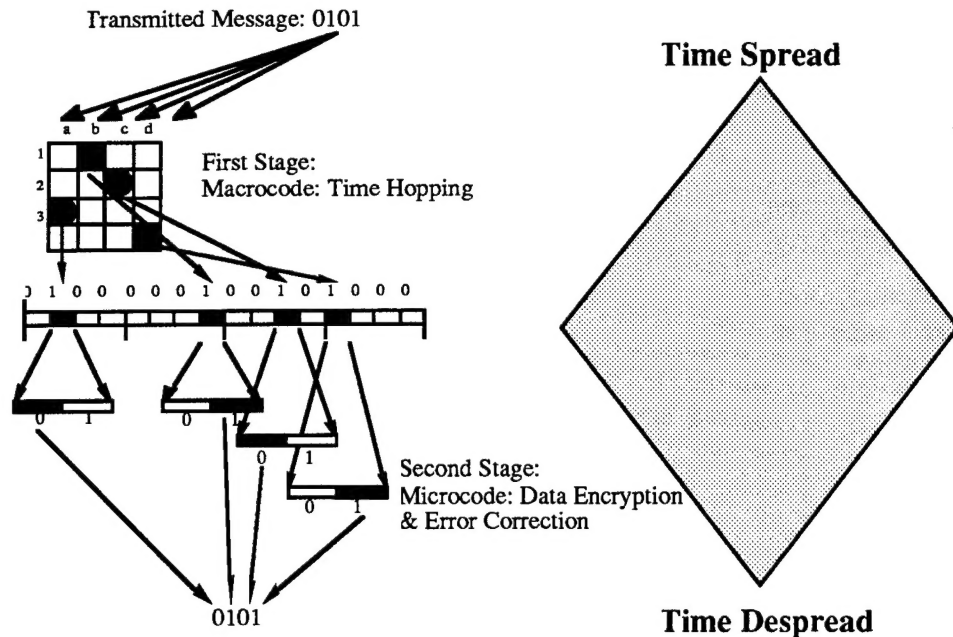 Transmitted Message: 0101
Time Spread
a b c d
1
2
3
First Stage:
Macrocode: Time Hopping
1 0 0 0 0 0 1 0 0 1 0 1 0 0 0
0 1
0 1
0 1
0 1
Second Stage:
Microcode: Data Encryption
& Error Correction
0101
Time Despread